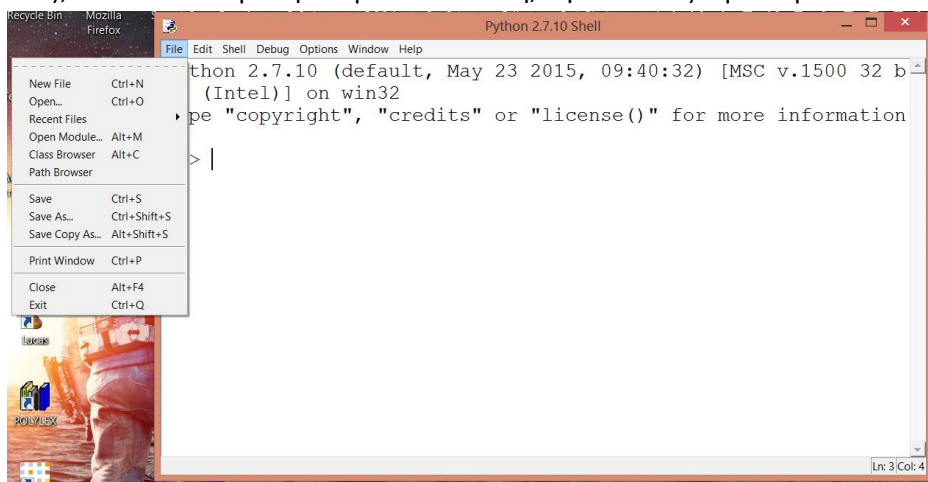 Recycle Bin
Mozilla
Firefox
Python 2.7.10 Shell
File Edit Shell Debug Options Window Help
thon 2.7.10 (default, May 23 2015, 09:40:32) [MSC v.1500 32 b
(Intel)] on win32
pe "copyright", "credits" or "license()" for more information
>
New File Ctrl+N
Open... Ctrl+O
Recent Files
Open Module... Alt+M
Class Browser Alt+C
Path Browser
Save Ctrl+S
Save As... Ctrl+Shift+S
Save Copy As... Alt+Shift+S
Print Window Ctrl+P
Close Alt+F4
Exit Ctrl+Q
Lucas
POLYLEX
Ln: 3 Col: 4